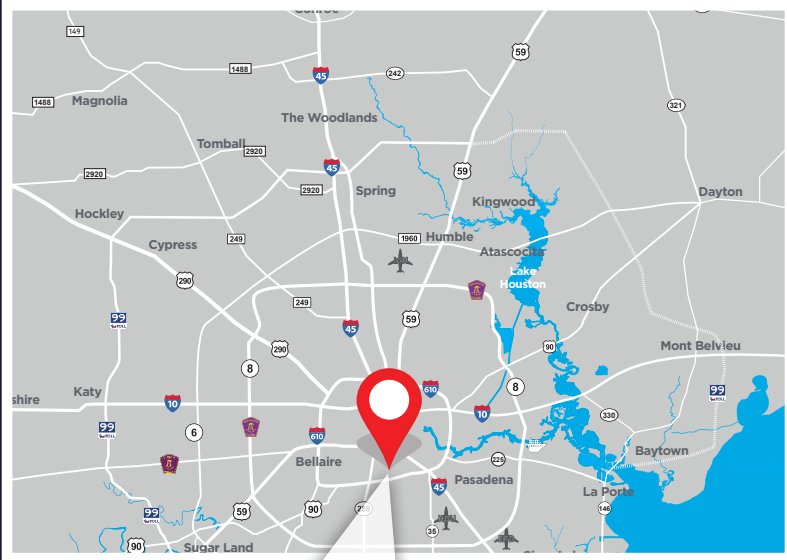 Conroe
149
59
45
242
1488
1488
Magnolia
321
The Woodlands
Tomball
2920
45
59
2920
2920
Spring
Dayton
Kingwood
Hockley
249
1960
Humble
Cypress
Atascocita
290
Lake
Houston
249
Crosby
99
TOLL
45
59
290
90
Mont Belvieu
8
610
8
99
TOLL
shire
Katy
10
10
330
99
TOLL
6
610
Baytown
Bellaire
225
Pasadena
45
La Porte
99
TOLL
59
90
288
146
35
90
Sugar Land